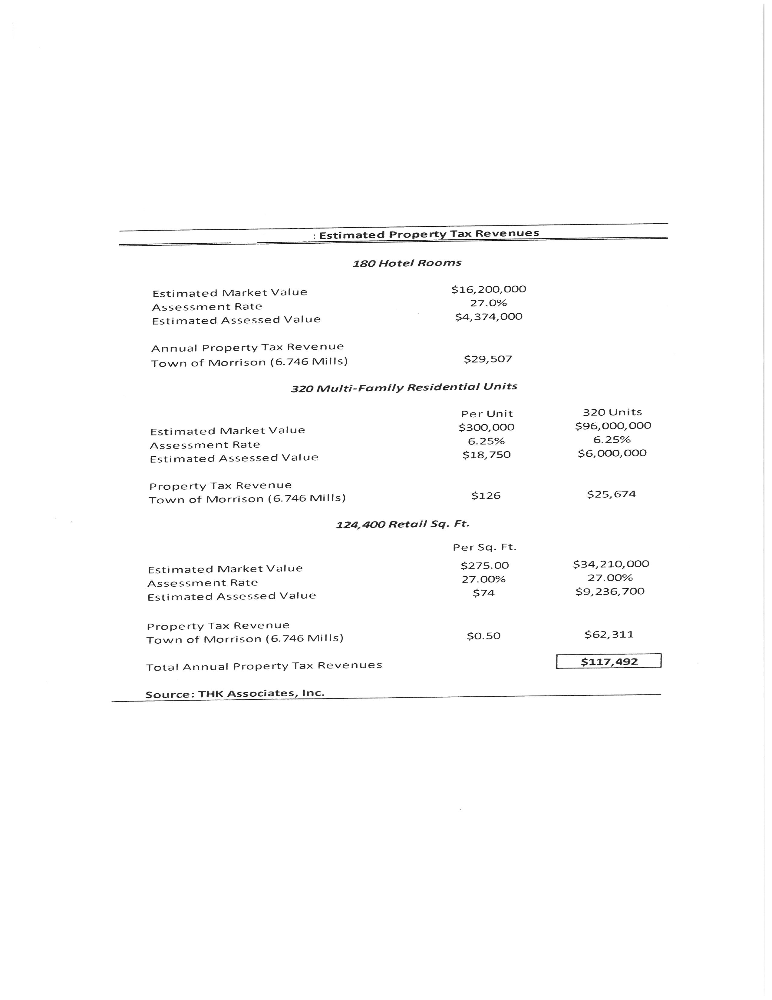 : Estimated Property Tax Revenues
180 Hotel Rooms
Estimated Market Value $16,200,000
Assessment Rate 27.0%
Estimated Assessed Value $4,374,000
Annual Property Tax Revenue
Town of Morrison (6.746 Mills) $29,507
320 Multi-Family Residential Units
Per Unit 320 Units
Estimated Market Value $300,000 $96,000,000
Assessment Rate 6.25% 6.25%
Estimated Assessed Value $18,750 $6,000,000
Property Tax Revenue
Town of Morrison (6.746 Mills) $126 $25,674
124,400 Retail Sq. Ft.
Per Sq. Ft.
Estimated Market Value $275.00 $34,210,000
Assessment Rate 27.00% 27.00%
Estimated Assessed Value $74 $9,236,700
Property Tax Revenue
Town of Morrison (6.746 Mills) $0.50 $62,311
Total Annual Property Tax Revenues $117,492
Source: THK Associates, Inc.